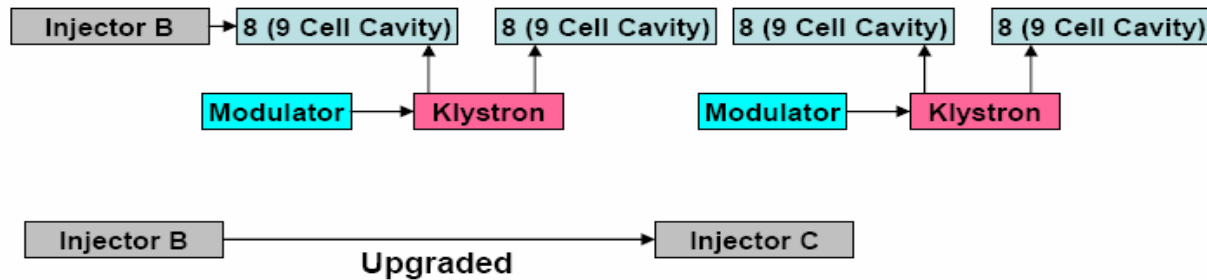 Injector B
8 (9 Cell Cavity)
8 (9 Cell Cavity)
8 (9 Cell Cavity)
8 (9 Cell Cavity)
Modulator
Klystron
Modulator
Klystron
Injector B
Injector C
Upgraded